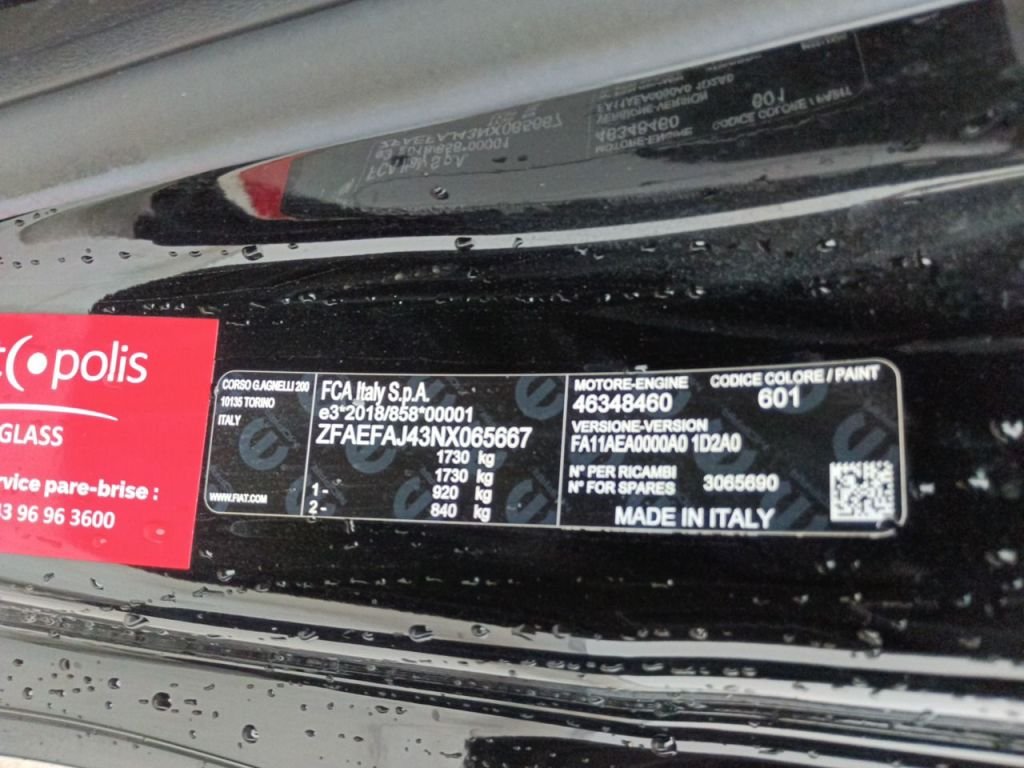 polis
GLASS
rvice pare-brise :
3 96 96 3600
CORSO G.AGNELLI 200
10135 TORINO
ITALY
WWW.FIAT.COM
FCA Italy S.p.A.
e3*2018/858*00001
ZFAEFAJ43NX065667
1730 kg
1730 kg
1- 920 kg
2- 840 kg
MOTORE-ENGINE
46348460
CODICE COLORE / PAINT
601
VERSIONE-VERSION
FA11AEA0000A0 1D2A0
N° PER RICAMBI
N° FOR SPARES 3065690
MADE IN ITALY